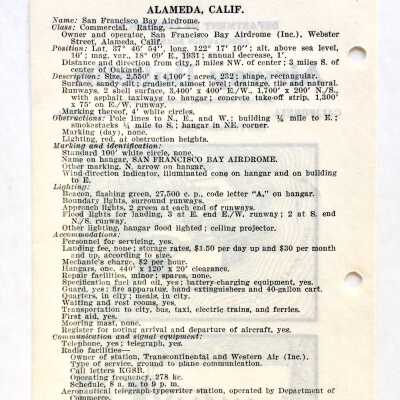 ALAMEDA, CALIF.
Name: San Francisco Bay Airdrome.
Class: Commercial. Rating,
Owner and operator, San Francisco Bay Airdrome (Inc.), Webster
Street, Alameda, Calif.
Position: Lat. 37° 46' 54", long. 122° 17' 10"; alt. above sea level,
10'; mag. var., 18° 09' E., 1931; annual decrease, 1'.
Distance and direction from city, 3 miles NW. of center; 3 miles S. of
center of Oakland.
Description: Size, 2,550' x 4,100'; acres, 232; shape, rectangular.
Surface, sandy silt; gradient, almost level; drainage, tile and natural.
Runways, 2 shell surface, 3,400' x 400' E./W., 1,700' x 200' N./S.,
with asphalt taxiways to hangar; concrete take-off strip, 1,300'
x 75' on E./W. runway.
Marking thereof, 4' white circles.
Obstructions: Pole lines to N., E., and W.; building ¼ mile to E.;
smokestacks ¼ mile to S.; hangar in NE. corner.
Marking (day), none.
Lighting, red, at obstruction heights.
Marking and identification:
Standard 100' white circle, none.
Name on hangar, SAN FRANCISCO BAY AIRDROME.
Other marking, N. arrow on hangar.
Wind-direction indicator, illuminated cone on hangar and on building
to E.
Lighting:
Beacon, flashing green, 27,500 c. p., code letter "A," on hangar.
Boundary lights, surround runways.
Approach lights, 2 green at each end of runways.
Flood lights for landing, 3 at E. end E./W. runway; 2 at S. end
N./S. runway.
Other lighting, hangar flood lighted; ceiling projector.
Accommodations:
Personnel for servicing, yes.
Landing fee, none; storage rates, $1.50 per day up and $30 per month
and up, according to size.
Mechanic's charge, $2 per hour.
Hangars, one, 440' x 120' x 20' clearance.
Repair facilities, minor; spares, none.
Specification fuel and oil, yes; battery-charging equipment, yes.
Guard, yes; fire apparatus, hand extinguishers and 40-gallon cart.
Quarters, in city; meals, in city.
Waiting and rest rooms, yes.
Transportation to city, bus, taxi, electric trains, and ferries.
First aid, yes.
Mooring mast, none.
Register for noting arrival and departure of aircraft, yes.
Communication and signal equipment:
Telephone, yes; telegraph, yes.
Radio facilities—
Owner of station, Transcontinental and Western Air (Inc.).
Type of service, ground to plane communication.
Call letters KGSR.
Operating frequency, 278 kc.
Schedule, 8 a. m. to 9 p. m.
Aeronautical telegraph-typewriter station, operated by Department of
Commerce.